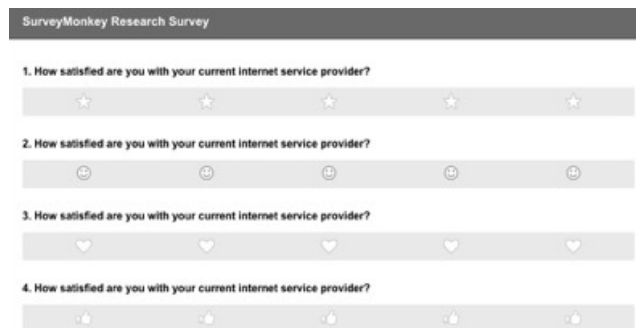 SurveyMonkey Research Survey
1. How satisfied are you with your current internet service provider?
2. How satisfied are you with your current internet service provider?
3. How satisfied are you with your current internet service provider?
4. How satisfied are you with your current internet service provider?